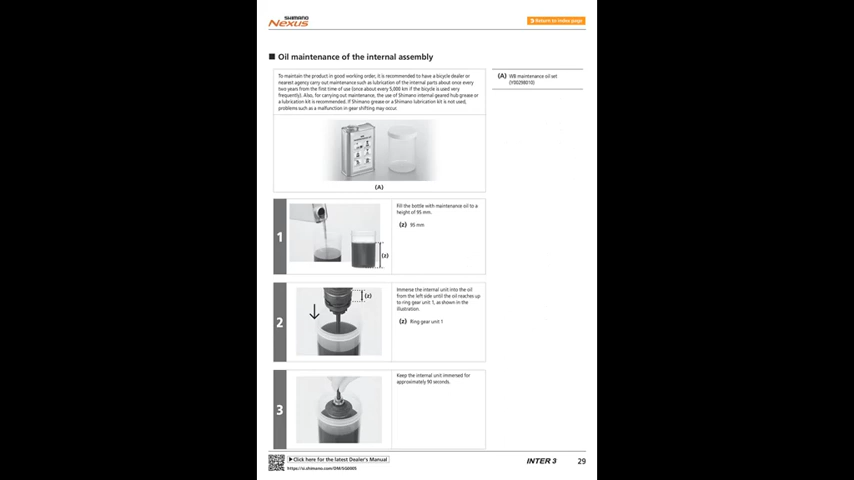 SHIMANO
Nexus
Return to Index page
■ Oil maintenance of the internal assembly
To maintain the product in good working order, it is recommended to have a bicycle dealer or
nearest agency carry out maintenance such as lubrication of the internal parts about once every
two years from the first time of use (once about every 5,000 km if the bicycle is used very
frequently). Also, for carrying out maintenance, the use of Shimano internal geared hub grease or
a lubrication kit is recommended. If Shimano grease or a Shimano lubrication kit is not used,
problems such as a malfunction in gear shifting may occur.
(A)
(A) WB maintenance oil set
(Y00298010)
1
(z)
Fill the bottle with maintenance oil to a
height of 95 mm.
(z) 95 mm
2
(z)
Immerse the internal unit into the oil
from the left side until the oil reaches up
to ring gear unit 1, as shown in the
illustration.
(z) Ring gear unit 1
3
Keep the internal unit immersed for
approximately 90 seconds.
Click here for the latest Dealer's Manual
https://si.shimano.com/DM/SG0005
INTER 3
29